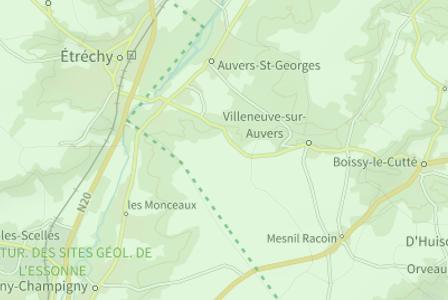 Étréchy
Auvers-St-Georges
Villeneuve-sur-
Auvers
Boissy-le-Cutté
N20
les Monceaux
les-Scellés
Mesnil Racoin
D'Huiso
TUR. DES SITES GÉOL. DE
L'ESSONNE
Orveau
ny-Champigny